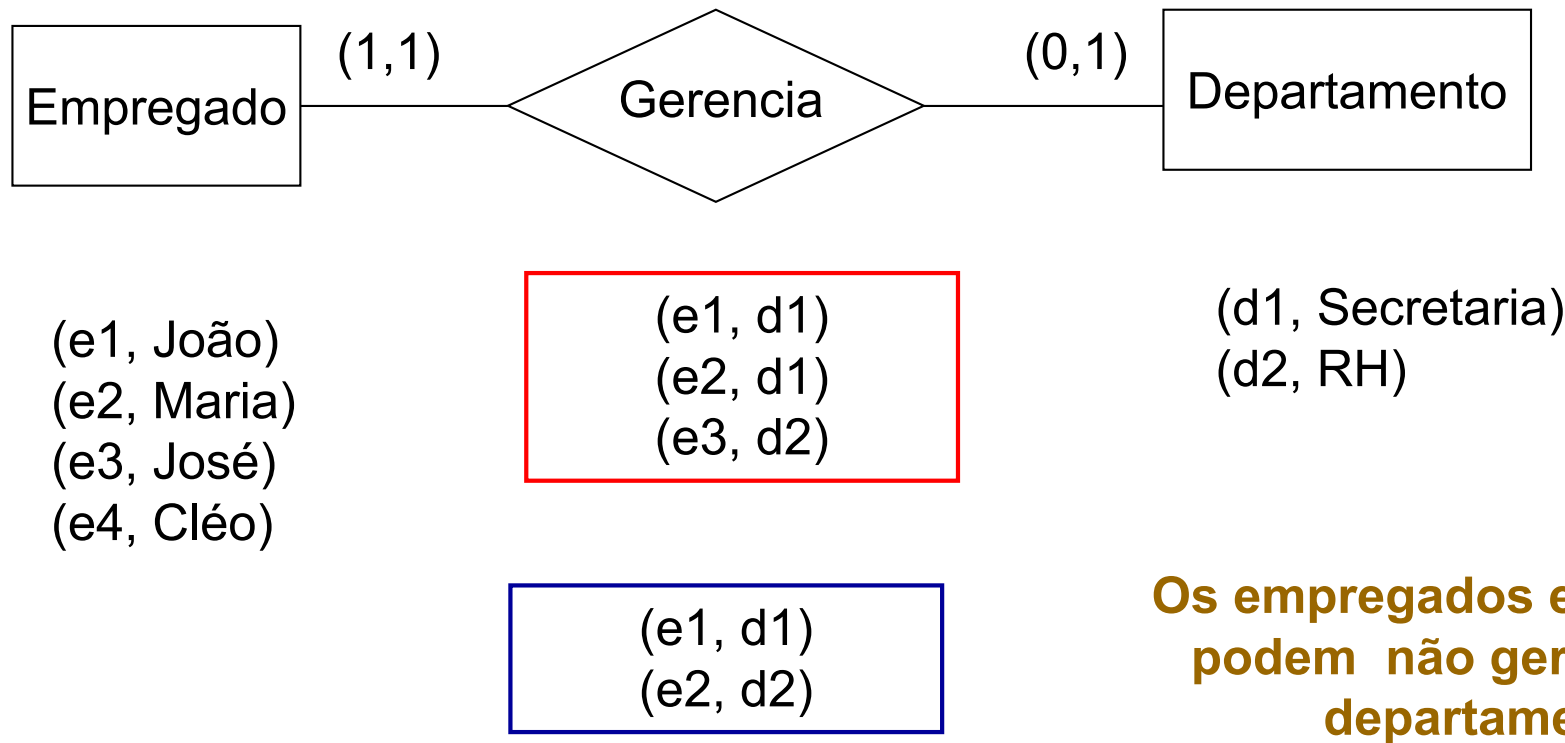 Empregado
(1,1)
Gerencia
(0,1)
Departamento
(e1, João)
(e2, Maria)
(e3, José)
(e4, Cléo)
(e1, d1)
(e2, d1)
(e3, d2)
(d1, Secretaria)
(d2, RH)
(e1, d1)
(e2, d2)
Os empregados
podem não